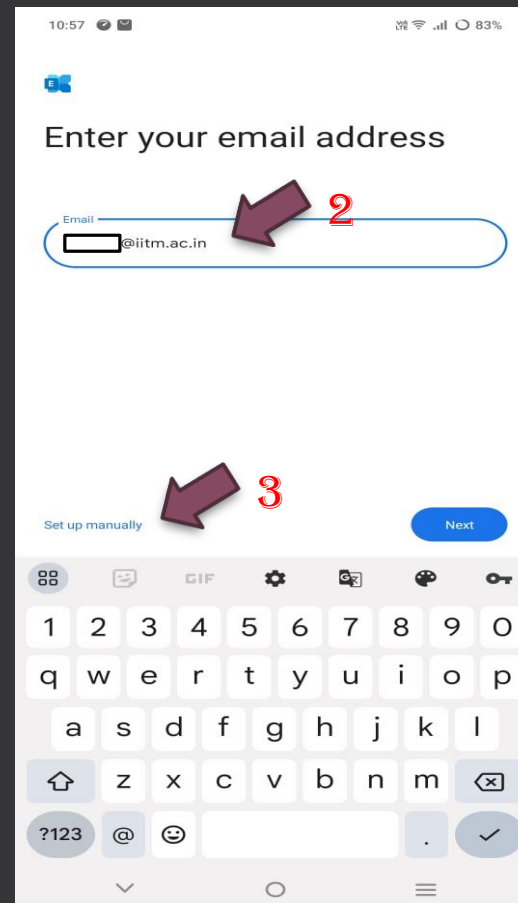 10:57 VoLTE 83%
E
Enter your email address
2
Email
@iitm.ac.in
3
Set up manually Next
GIF G
1 2 3 4 5 6 7 8 9 0
q w e r t y u i o p
a s d f g h j k l
z x c v b n m
?123 @ .